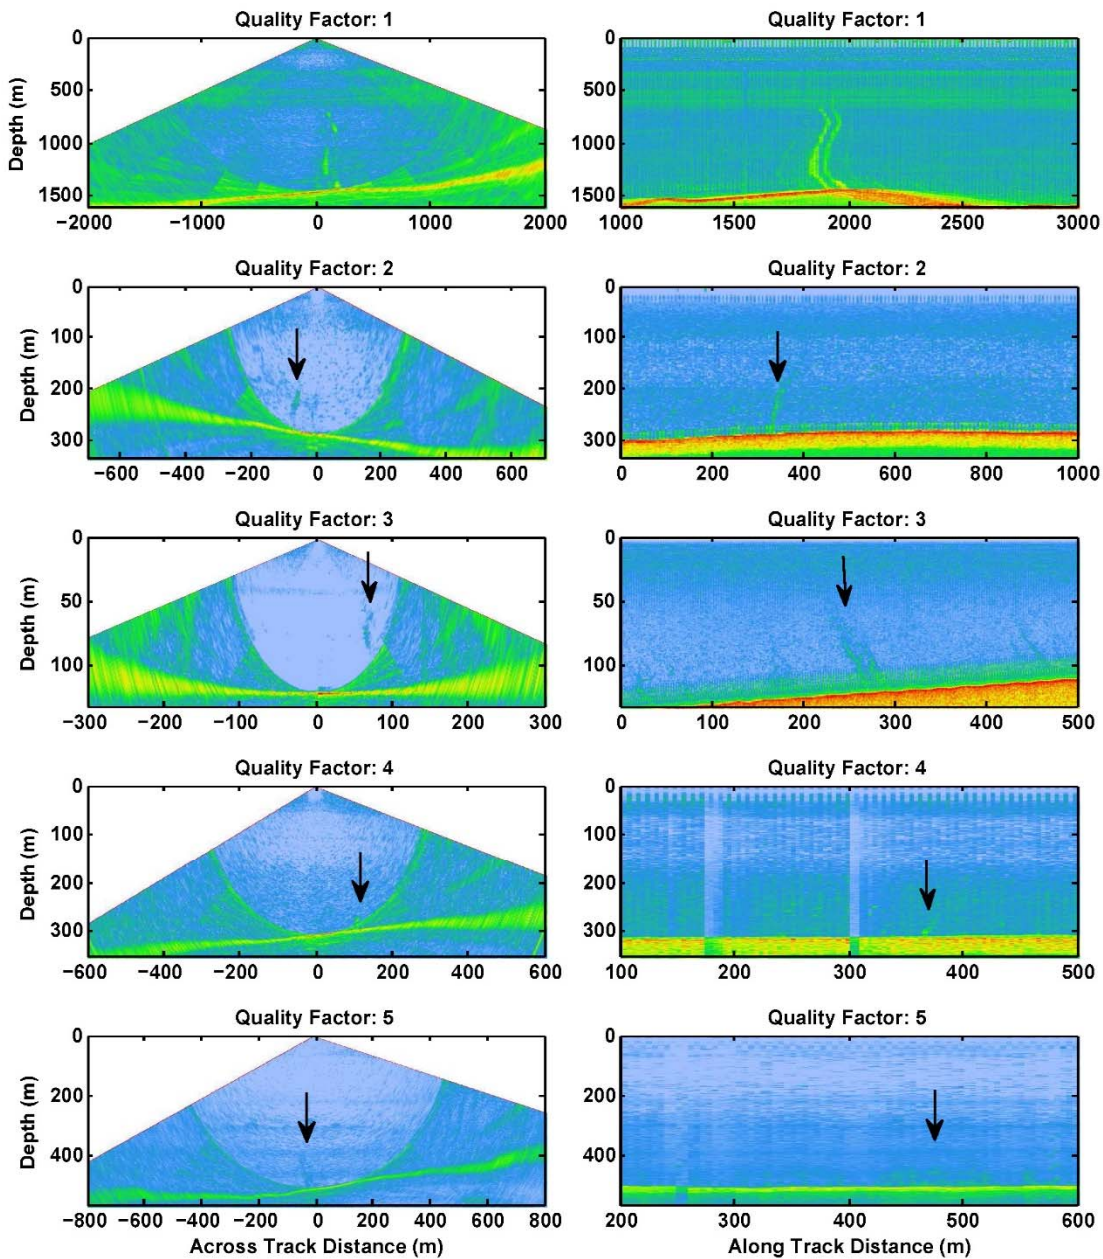 Quality Factor: 1 Quality Factor: 1
0 0
500 500
1000 1000
1500 1500
Depth (m)
−2000 −1000 0 1000 2000 1000 1500 2000 2500 3000
Quality Factor: 2 Quality Factor: 2
0 0
100 100
200 200
300 300
Depth (m)
−600 −400 −200 0 200 400 600 0 200 400 600 800 1000
Quality Factor: 3 Quality Factor: 3
0 0
50 50
100 100
Depth (m)
−300 −200 −100 0 100 200 300 0 100 200 300 400 500
Quality Factor: 4 Quality Factor: 4
0 0
100 100
200 200
300 300
Depth (m)
−600 −400 −200 0 200 400 600 100 200 300 400 500
Quality Factor: 5 Quality Factor: 5
0 0
200 200
400 400
Depth (m)
−800 −600 −400 −200 0 200 400 600 800 200 300 400 500 600
Across Track Distance (m) Along Track Distance (m)